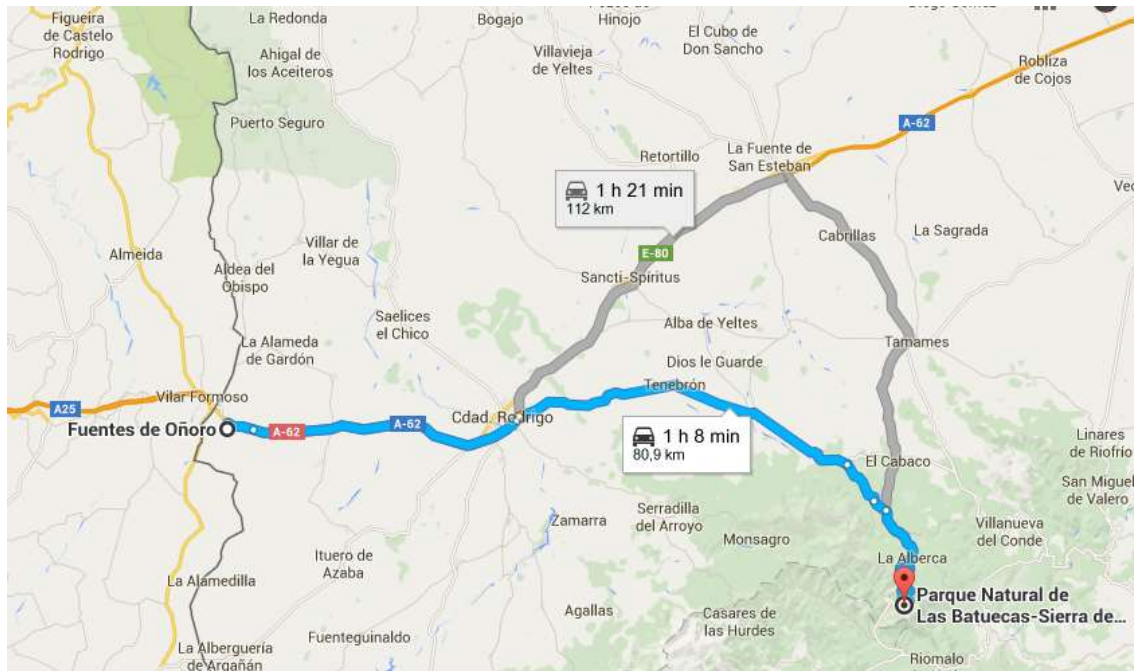 Figueira
de Castelo
Rodrigo
La Redonda
Bogajo
Hinojo
Ahigal de
los Aceiteros
Villavieja
de Yeltes
El Cubo de
Don Sancho
Robliza
de Cojos
Puerto Seguro
A-62
Retortillo
La Fuente de
San Esteban
1 h 21 min
112 km
Cabrillas
La Sagrada
Almeida
Villar de
la Yegua
E-80
Aldea del
Obispo
Sancti-Spíritus
Saelices
el Chico
Alba de Yeltes
Tamames
La Alameda
de Gardón
Dios le Guarde
Tenebrón
Vilar Formoso
A25
Fuentes de Oñoro
A-62
A-62
Cdad. Rodrigo
1 h 8 min
80,9 km
El Cabaco
Linares
de Riofrío
San Miguel
de Valero
Serradilla
del Arroyo
Zamarra
Monsagro
Villanueva
del Conde
Ituero de
Azaba
La Alberca
La Alamedilla
Parque Natural de
Las Batuecas-Sierra de...
Agallas
Casares de
las Hurdes
Fuenteguinaldo
La Alberguería
de Argañán
Riomalo